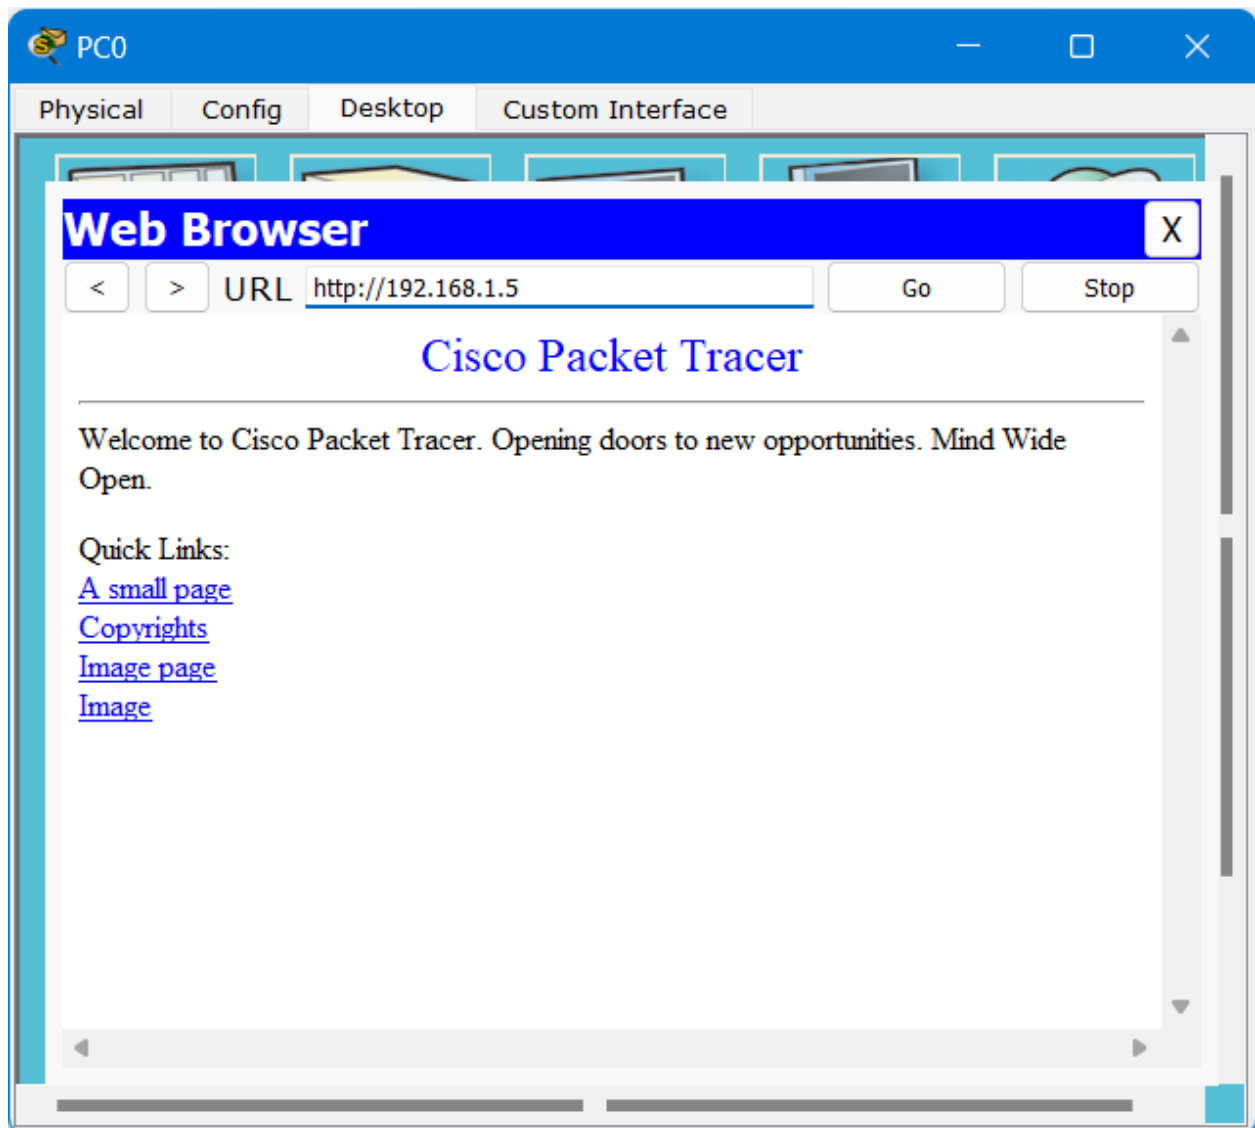 PC0
Physical Config Desktop Custom Interface
Web Browser X
< > URL http://192.168.1.5 Go Stop
Cisco Packet Tracer
Welcome to Cisco Packet Tracer. Opening doors to new opportunities. Mind Wide
Open.
Quick Links:
A small page
Copyrights
Image page
Image